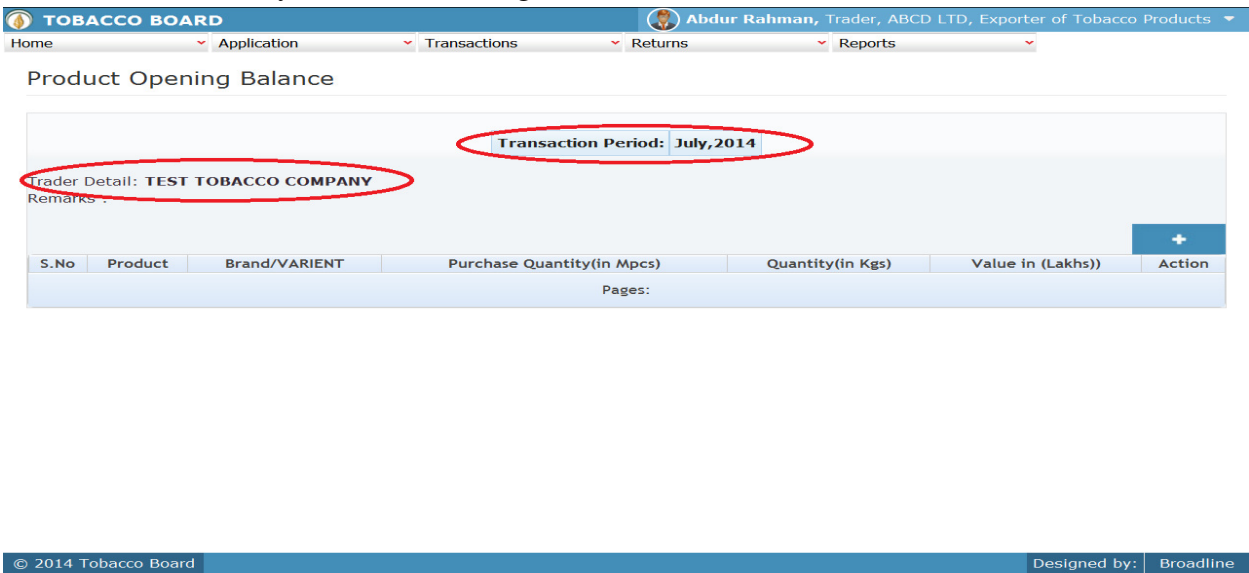 TOBACCO BOARD
Abdur Rahman, Trader, ABCD LTD, Exporter of Tobacco Products
Home Application Transactions Returns Reports
Product Opening Balance
Transaction Period: July,2014
Trader Detail: TEST TOBACCO COMPANY
Remarks :
+
S.No Product Brand/VARIENT Purchase Quantity(in Mpcs) Quantity(in Kgs) Value in (Lakhs)) Action
Pages:
© 2014 Tobacco Board Designed by: Broadline